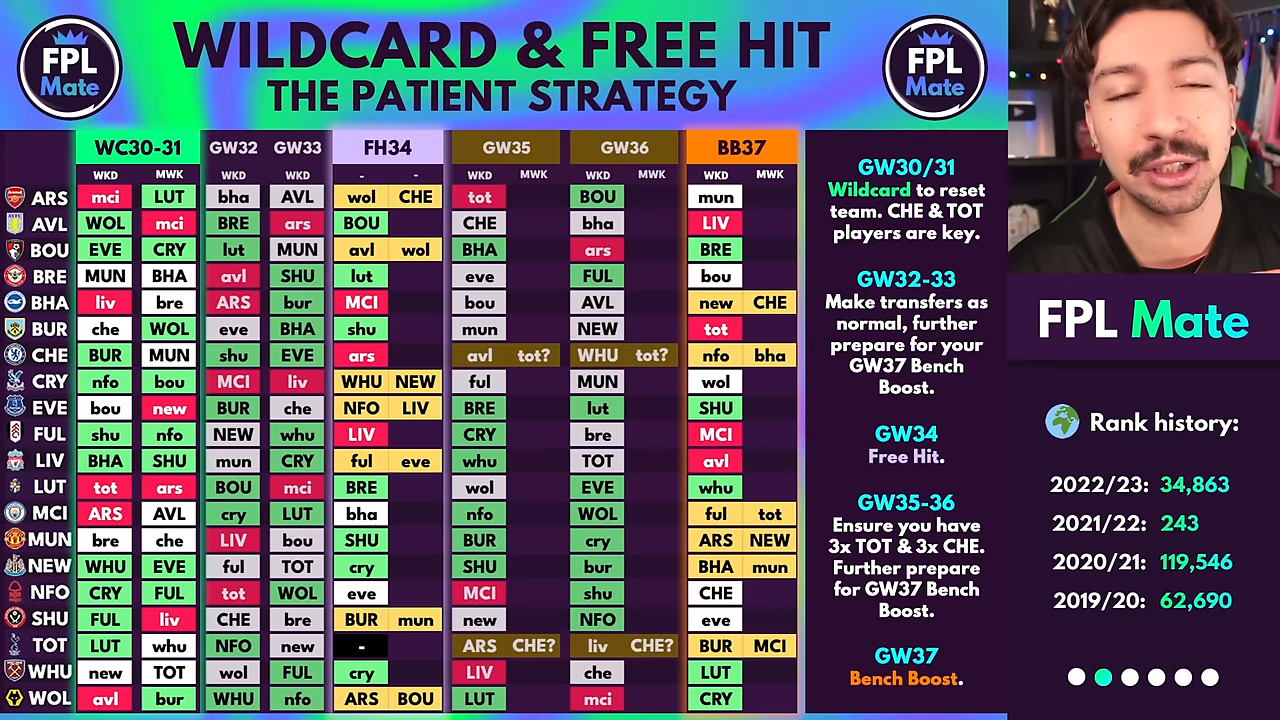 FPL
Mate
WILDCARD & FREE HIT
THE PATIENT STRATEGY
FPL
Mate
WC30-31 GW32 GW33 FH34 GW35 GW36 BB37
WKD MWK WKD WKD - - WKD MWK WKD MWK WKD MWK
ARS mci LUT bha AVL wol CHE tot BOU mun
AVL WOL mci BRE ars BOU CHE bha LIV
BOU EVE CRY lut MUN avl wol BHA ars BRE
BRE MUN BHA avl SHU lut eve FUL bou
BHA liv bre ARS bur MCI bou AVL new CHE
BUR che WOL eve BHA shu mun NEW tot
CHE BUR MUN shu EVE ars avl tot? WHU tot? nfo bha
CRY nfo bou MCI liv WHU NEW ful MUN wol
EVE bou new BUR che NFO LIV BRE lut SHU
FUL shu nfo NEW whu LIV CRY bre MCI
LIV BHA SHU mun CRY ful eve whu TOT avl
LUT tot ars BOU mci BRE wol EVE whu
MCI ARS AVL cry LUT bha nfo WOL ful tot
MUN bre che LIV bou SHU BUR cry ARS NEW
NEW WHU EVE ful TOT cry SHU bur BHA mun
NFO CRY FUL tot WOL eve MCI shu CHE
SHU FUL liv CHE bre BUR mun new NFO eve
TOT LUT whu NFO new - ARS CHE? liv CHE? BUR MCI
WHU new TOT wol FUL cry LIV che LUT
WOL avl bur WHU nfo ARS BOU LUT mci CRY
GW30/31
Wildcard to reset
team. CHE & TOT
players are key.
GW32-33
Make transfers as
normal, further
prepare for your
GW37 Bench
Boost.
GW34
Free Hit.
GW35-36
Ensure you have
3x TOT & 3x CHE.
Further prepare
for GW37 Bench
Boost.
GW37
Bench Boost.
FPL Mate
Rank history:
2022/23: 34,863
2021/22: 243
2020/21: 119,546
2019/20: 62,690